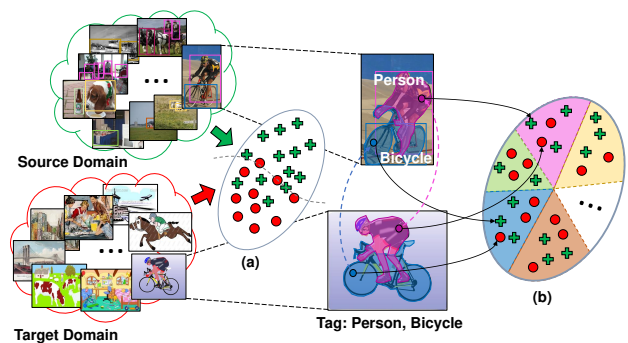 Person
Bicycle
Source Domain
(a)
(b)
Tag: Person, Bicycle
Target Domain